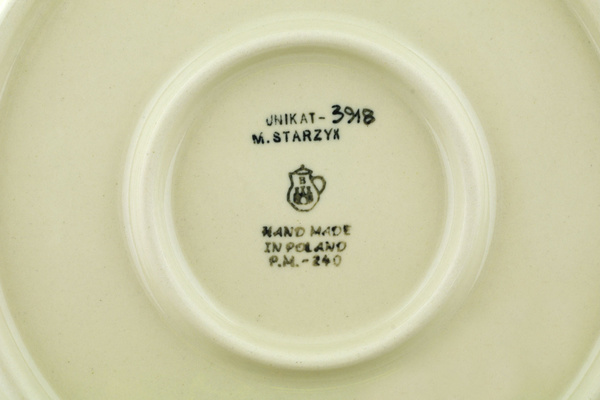 UNIKAT- 3918
M. STARZYK
B
HAND MADE
IN POLAND
P.M. - 240